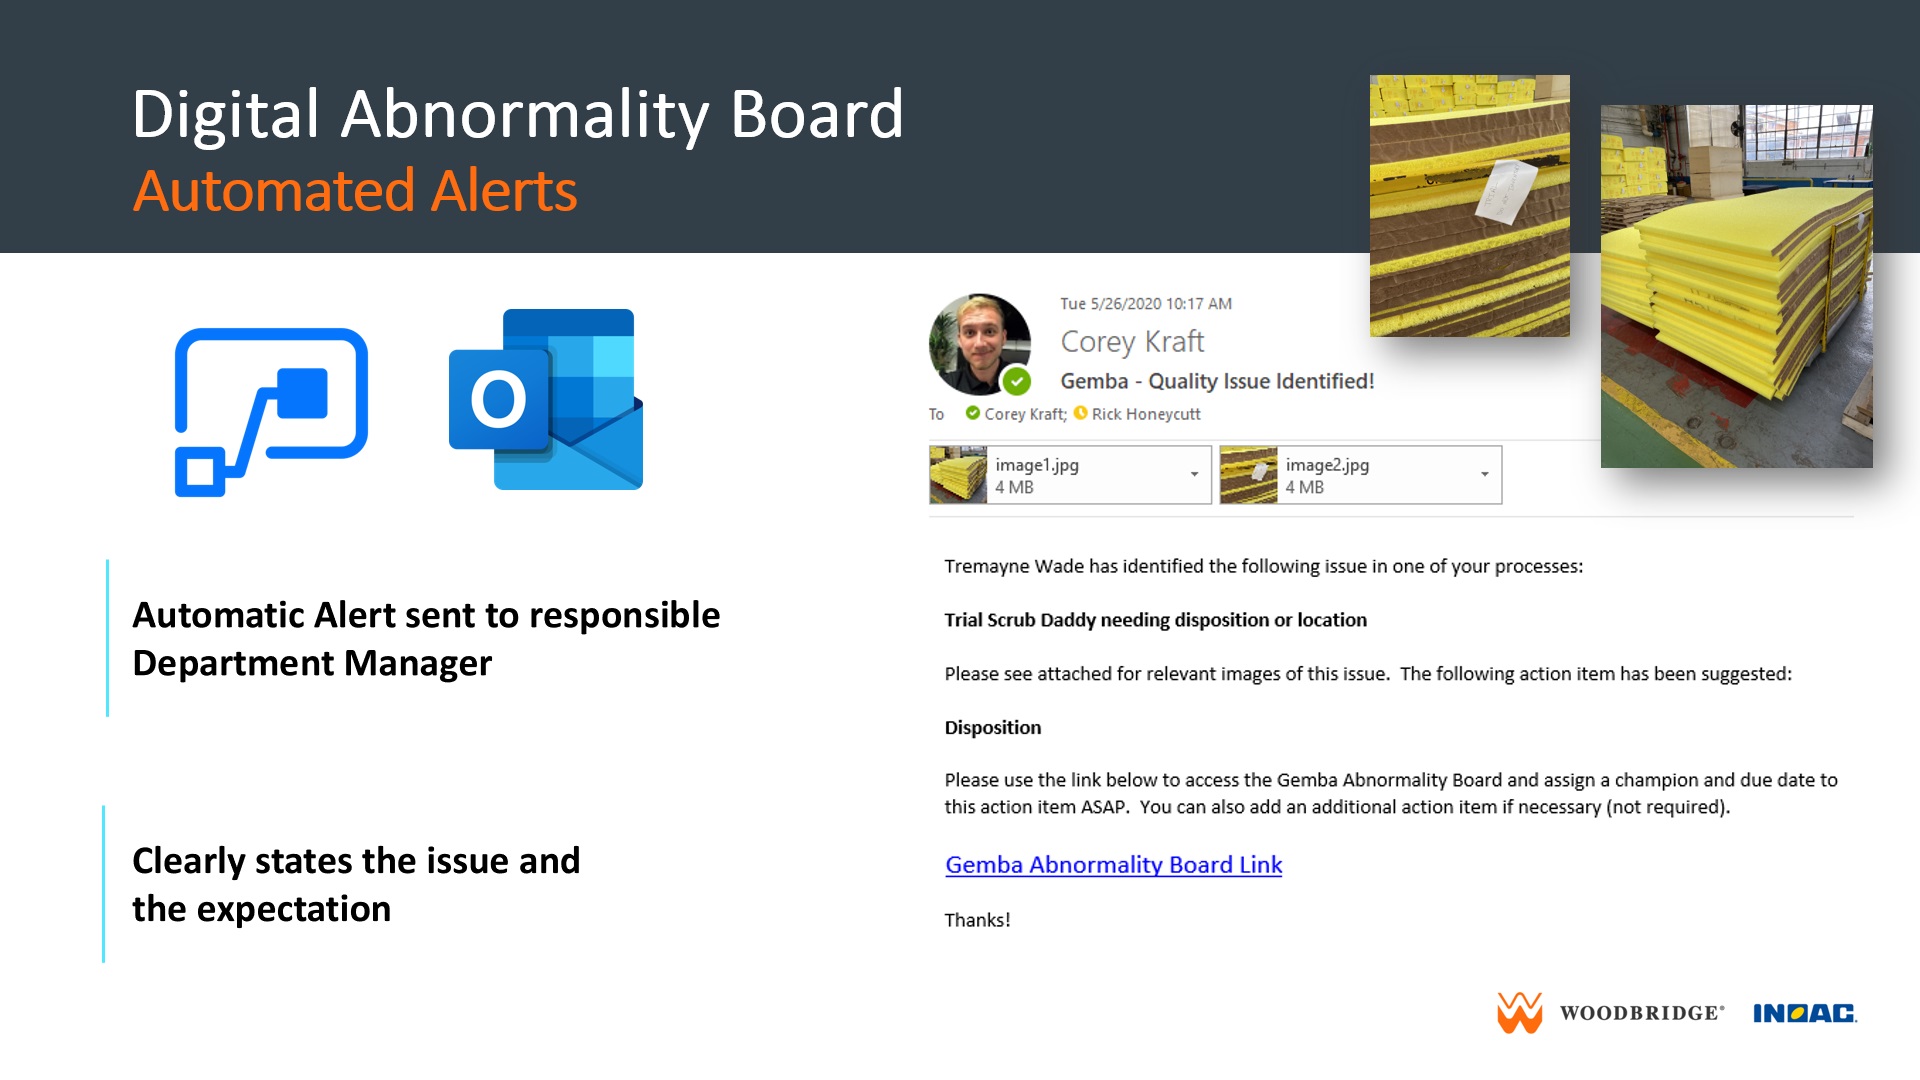 Digital Abnormality Board
Automated Alerts
O
Automatic Alert sent to responsible
Department Manager
Clearly states the issue and
the expectation
Tue 5/26/2020 10:17 AM
Corey Kraft
Gemba - Quality Issue Identified!
To Corey Kraft; Rick Honeycutt
image1.jpg
4 MB
image2.jpg
4 MB
Tremayne Wade has identified the following issue in one of your processes:
Trial Scrub Daddy needing disposition or location
Please see attached for relevant images of this issue. The following action item has been suggested:
Disposition
Please use the link below to access the Gemba Abnormality Board and assign a champion and due date to
this action item ASAP. You can also add an additional action item if necessary (not required).
Gemba Abnormality Board Link
Thanks!
WOODBRIDGE®
INOAC